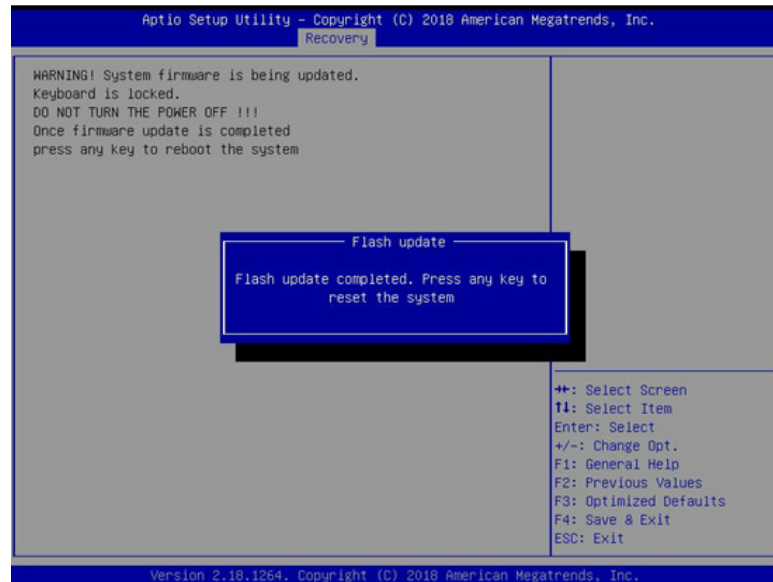 Aptio Setup Utility - Copyright (C) 2018 American Megatrends, Inc.
Recovery
WARNING! System firmware is being updated.
Keyboard is locked.
DO NOT TURN THE POWER OFF !!!
Once firmware update is completed
press any key to reboot the system
Flash update
Flash update completed. Press any key to
reset the system
→←: Select Screen
↑↓: Select Item
Enter: Select
+/-: Change Opt.
F1: General Help
F2: Previous Values
F3: Optimized Defaults
F4: Save & Exit
ESC: Exit
Version 2.18.1264. Copyright (C) 2018 American Megatrends, Inc.